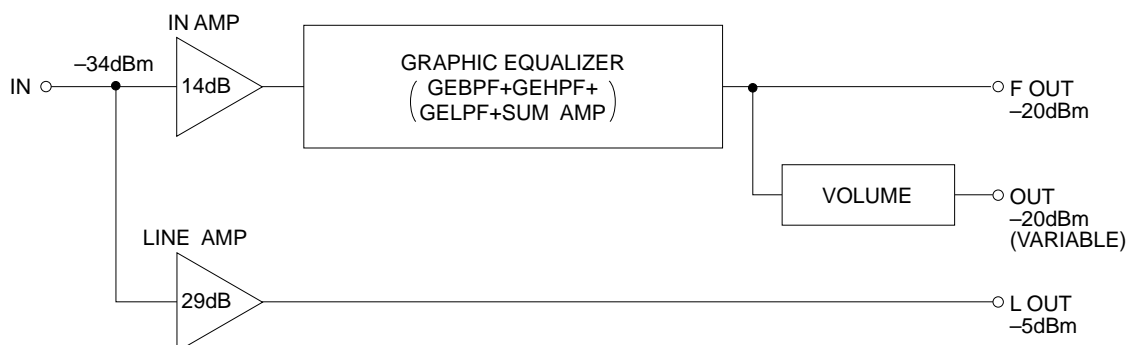 IN AMP
–34dBm
IN
14dB
GRAPHIC EQUALIZER
(GEBPF+GEHPF+
GELPF+SUM AMP)
F OUT
–20dBm
VOLUME
OUT
–20dBm
(VARIABLE)
LINE AMP
29dB
L OUT
–5dBm